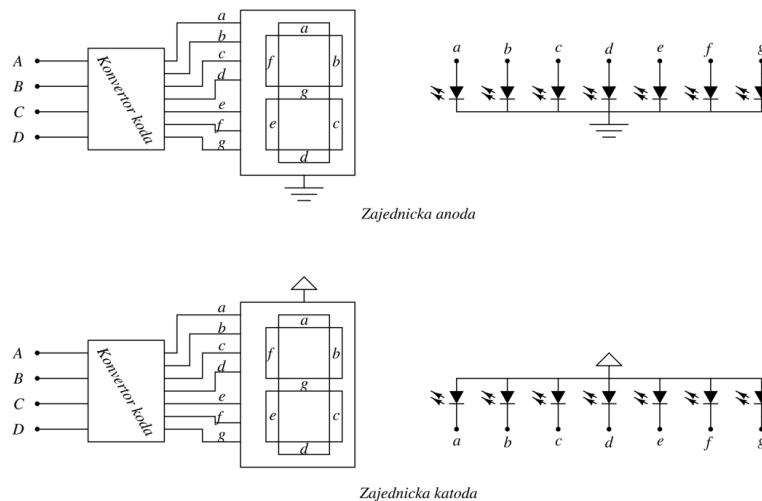 a
b
c
d
e
f
g
A
B
C
D
Konvertor koda
a
f b
g
e c
d
a b c d e f g
Zajednicka anoda
a
b
c
d
e
f
g
A
B
C
D
Konvertor koda
a
f b
g
e c
d
a b c d e f g
Zajednicka katoda